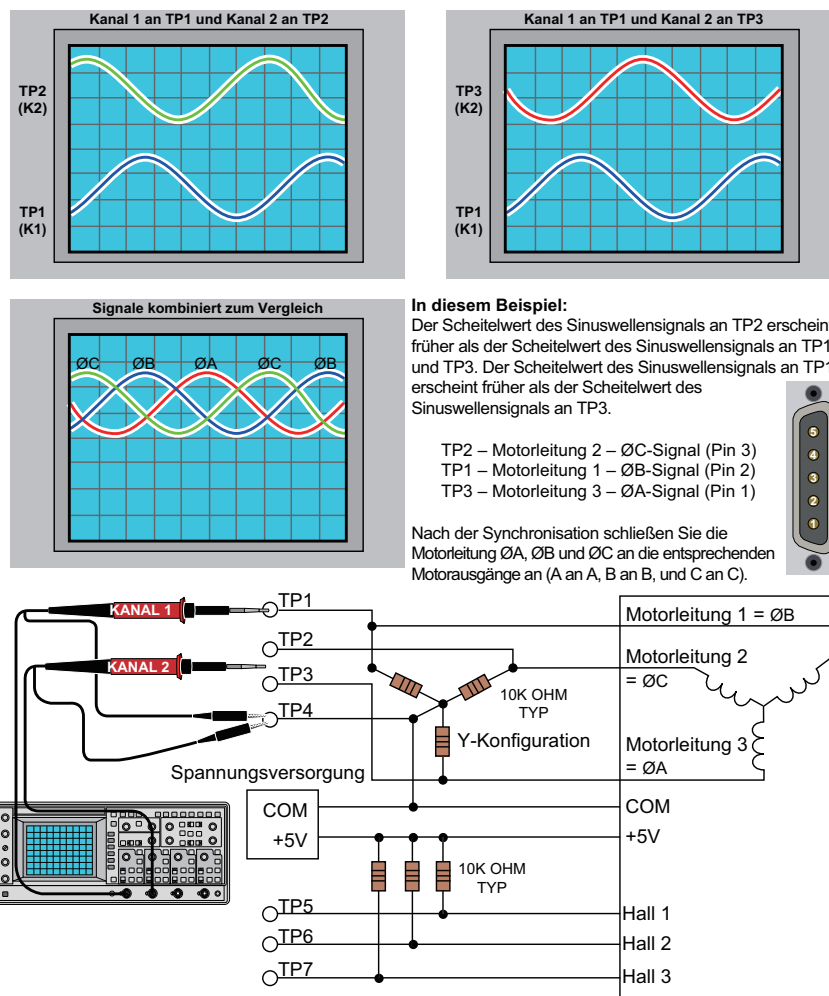 Kanal 1 an TP1 und Kanal 2 an TP2
TP2
(K2)
TP1
(K1)
Kanal 1 an TP1 und Kanal 2 an TP3
TP3
(K2)
TP1
(K1)
Signale kombiniert zum Vergleich
ØC ØB ØA ØC ØB
In diesem Beispiel:
Der Scheitelwert des Sinuswellensignals an TP2 erscheint
früher als der Scheitelwert des Sinuswellensignals an TP1
und TP3. Der Scheitelwert des Sinuswellensignals an TP1
erscheint früher als der Scheitelwert des
Sinuswellensignals an TP3.
TP2 – Motorleitung 2 – ØC-Signal (Pin 3)
TP1 – Motorleitung 1 – ØB-Signal (Pin 2)
TP3 – Motorleitung 3 – ØA-Signal (Pin 1)
5
4
3
2
1
Nach der Synchronisation schließen Sie die
Motorleitung ØA, ØB und ØC an die entsprechenden
Motorausgänge an (A an A, B an B, und C an C).
KANAL 1
TP1
Motorleitung 1 = ØB
TP2
KANAL 2
TP3
Motorleitung 2
= ØC
10K OHM
TYP
TP4
Y-Konfiguration
Motorleitung 3
= ØA
Spannungsversorgung
COM
+5V
COM
+5V
10K OHM
TYP
TP5
Hall 1
TP6
Hall 2
TP7
Hall 3